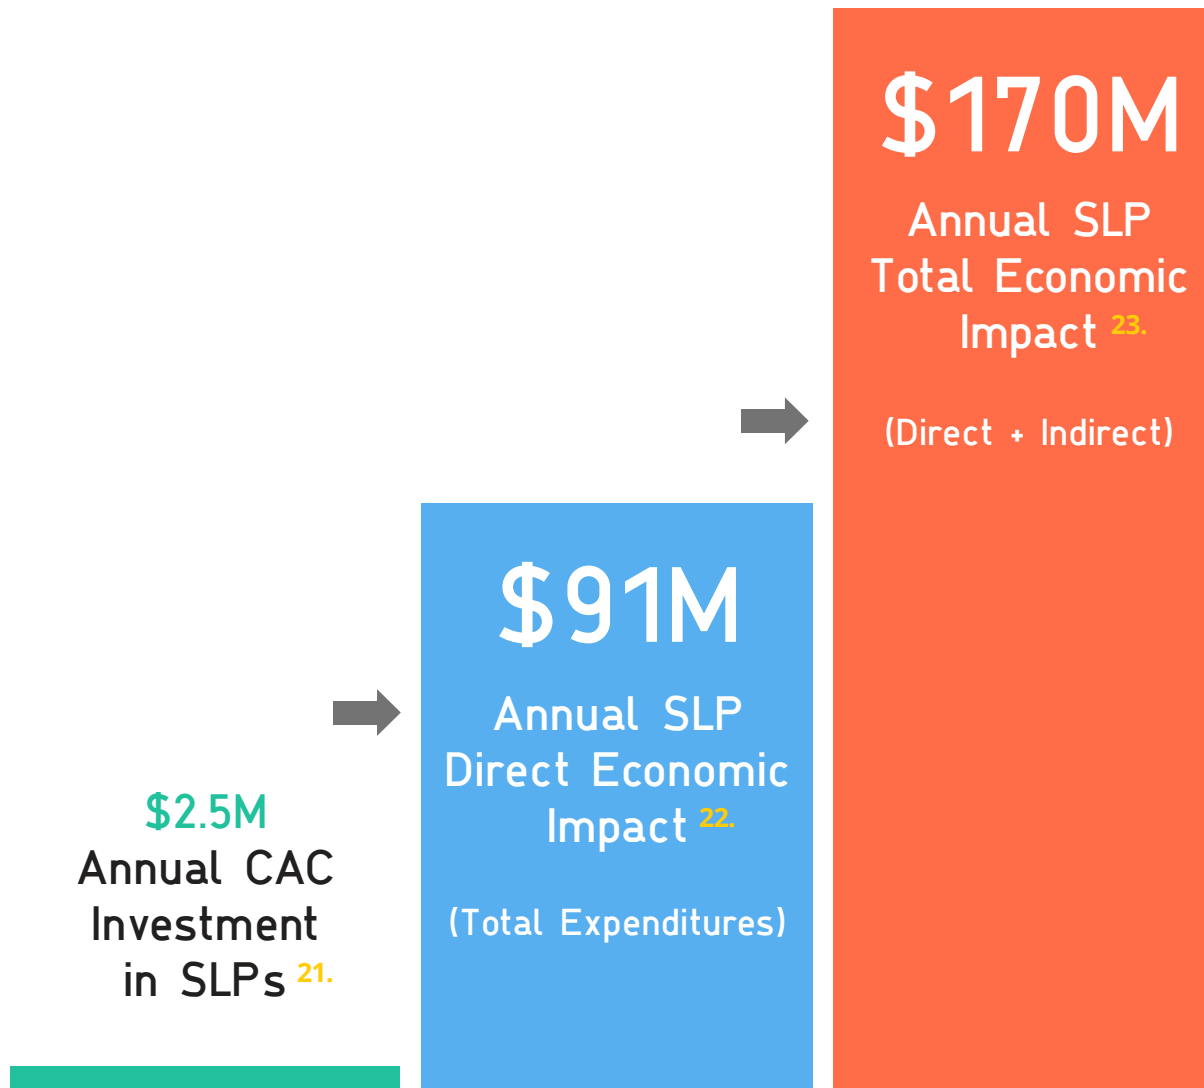 $2.5M
Annual CAC
Investment
in SLPs 21.
$91M
Annual SLP
Direct Economic
Impact 22.
(Total Expenditures)
$170M
Annual SLP
Total Economic
Impact 23.
(Direct + Indirect)